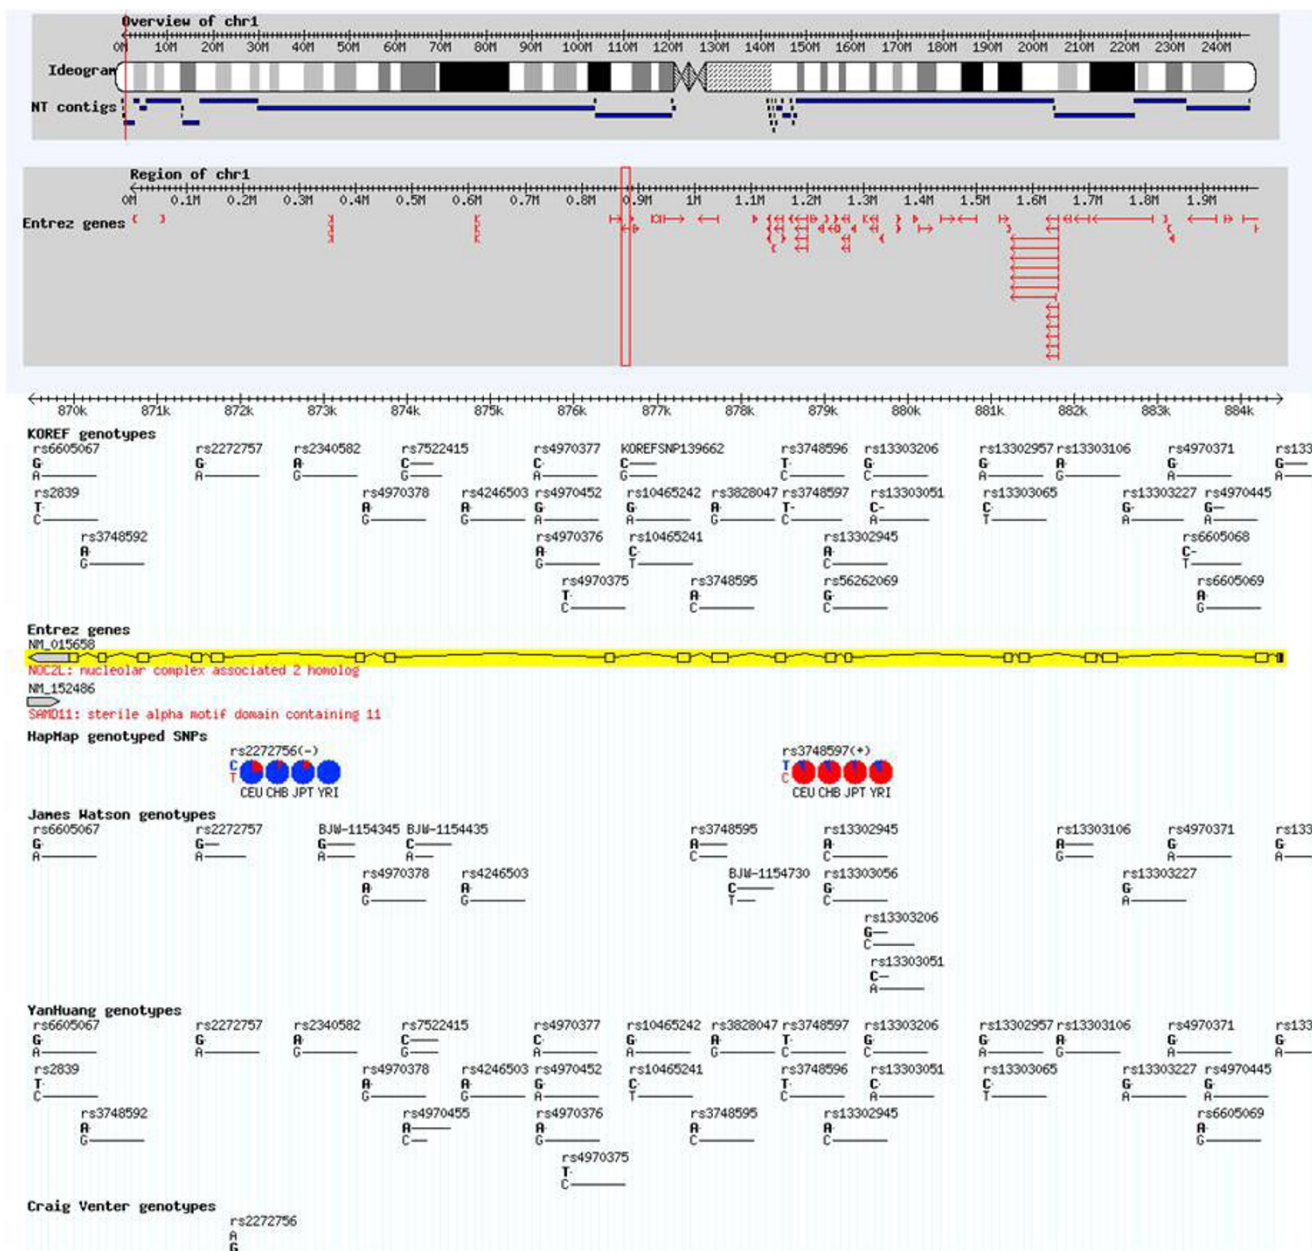 Overview of chr1
0M 10M 20M 30M 40M 50M 60M 70M 80M 90M 100M 110M 120M 130M 140M 150M 160M 170M 180M 190M 200M 210M 220M 230M 240M
Ideogram
NT contigs
Region of chr1
0M 0.1M 0.2M 0.3M 0.4M 0.5M 0.6M 0.7M 0.8M 0.9M 1M 1.1M 1.2M 1.3M 1.4M 1.5M 1.6M 1.7M 1.8M 1.9M
Entrez genes
870k 871k 872k 873k 874k 875k 876k 877k 878k 879k 880k 881k 882k 883k 884k
KOREF genotypes
rs6605067 rs2272757 rs2340582 rs7522415 rs4970377 KOREFSNP139662 rs3748596 rs13303206 rs13302957 rs13303106 rs4970371 rs133
G G A C C C T G G A G G
A A G G A G C C A G A A
rs2839 rs4970378 rs4246503 rs4970452 rs10465242 rs3828047 rs3748597 rs13303051 rs13303065 rs13303227 rs4970445
T A A G G A T C C G G
C G G A A G C A T A A
rs3748592 rs4970376 rs10465241 rs13302945 rs6605068
A A C A C
G G T C T
rs4970375 rs3748595 rs56262069 rs6605069
T A G A
C C C G
Entrez genes
NM_015658
NOC2L: nucleolar complex associated 2 homolog
NM_152486
SAMD11: sterile alpha motif domain containing 11
HapMap genotyped SNPs
rs2272756(-) rs3748597(+)
C T
T C
CEU CHB JPT YRI CEU CHB JPT YRI
James Watson genotypes
rs6605067 rs2272757 BJW-1154345 BJW-1154435 rs3748595 rs13302945 rs13303106 rs4970371 rs133
G G G C A A A G G
A A A A C C G A A
rs4970378 rs4246503 BJW-1154730 rs13303056 rs13303227
A A C G G
G G T C A
rs13303206
G
C
rs13303051
C
A
YanHuang genotypes
rs6605067 rs2272757 rs2340582 rs7522415 rs4970377 rs10465242 rs3828047 rs3748597 rs13303206 rs13302957 rs13303106 rs4970371 rs133
G G A C C G A T G G A G G
A A G G A A G C C A G A A
rs2839 rs4970378 rs4246503 rs4970452 rs10465241 rs3748596 rs13303051 rs13303065 rs13303227 rs4970445
T A A G C T C C G G
C G G A T C A T A A
rs3748592 rs4970455 rs4970376 rs3748595 rs13302945 rs6605069
A A A A A A
G C G C C G
rs4970375
T
C
Craig Venter genotypes
rs2272756
A
G